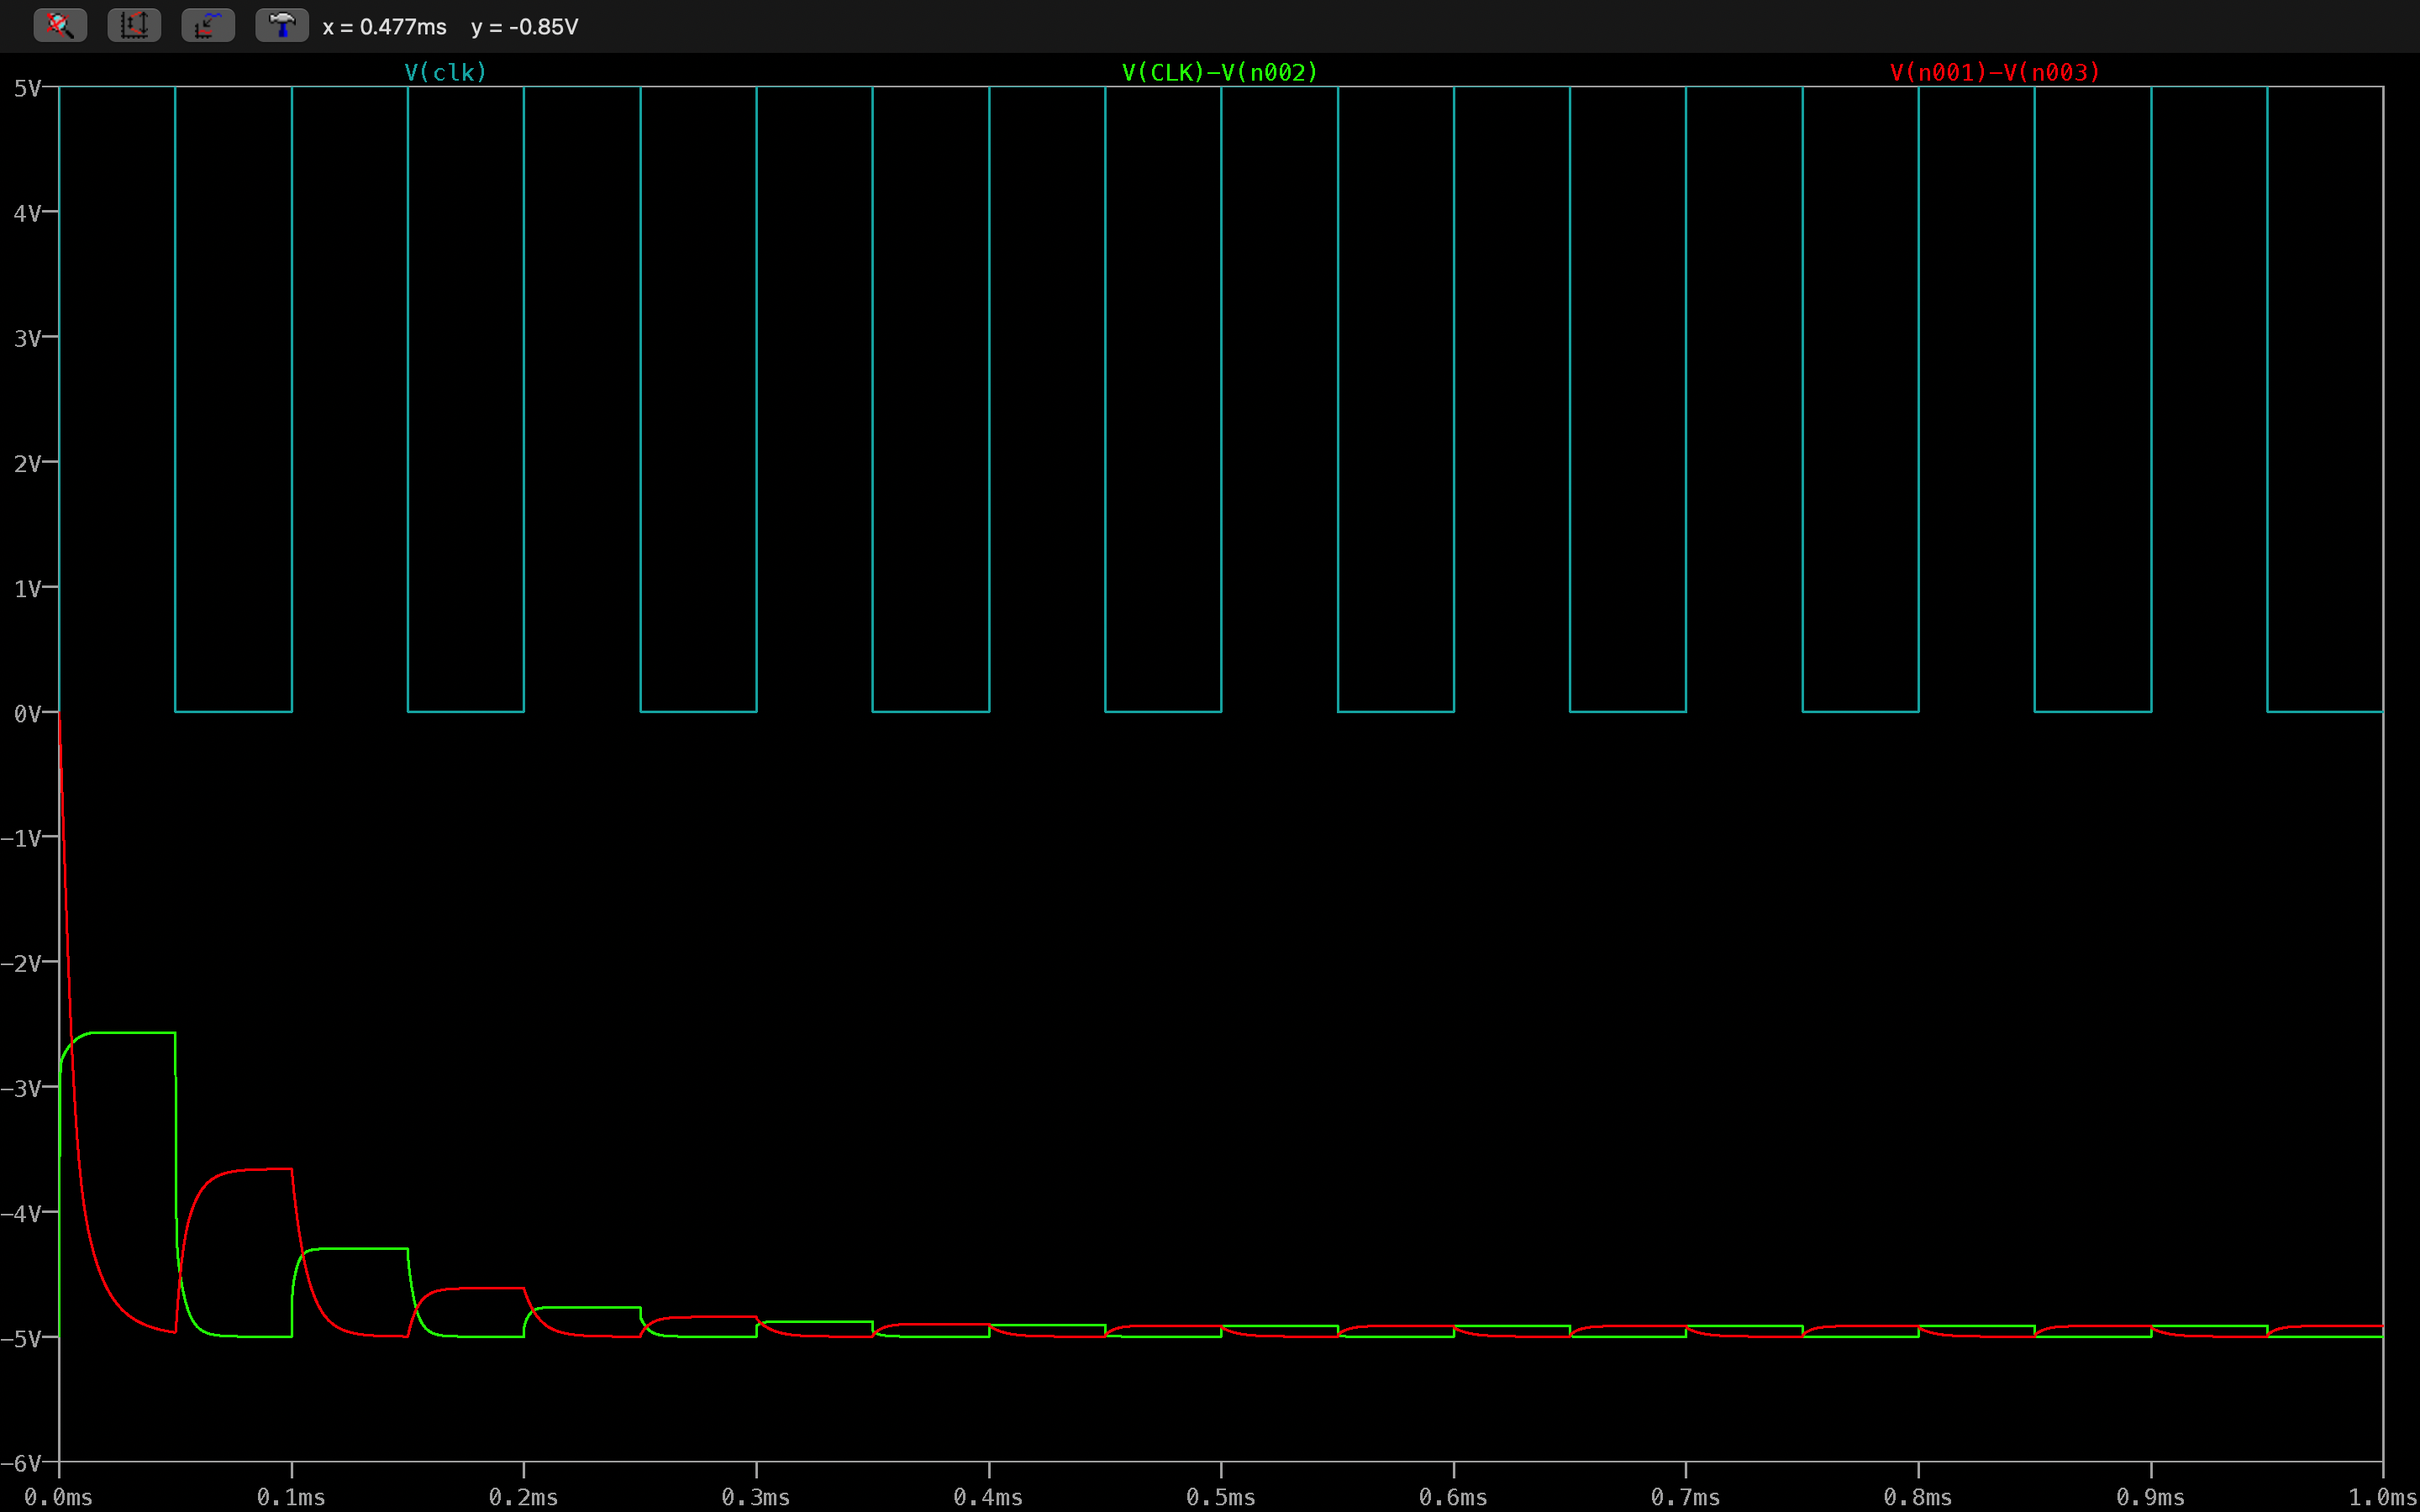 x = 0.477ms y = -0.85V
V(clk) V(CLK)−V(n002) V(n001)−V(n003)
5V
4V
3V
2V
1V
0V
−1V
−2V
−3V
−4V
−5V
−6V
0.0ms 0.1ms 0.2ms 0.3ms 0.4ms 0.5ms 0.6ms 0.7ms 0.8ms 0.9ms 1.0ms